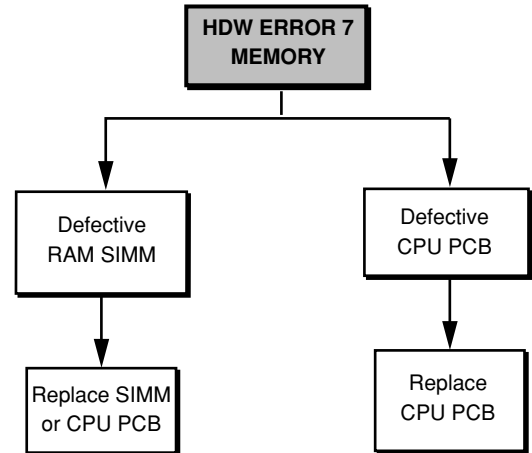 HDW ERROR 7
MEMORY
Defective
RAM SIMM
Defective
CPU PCB
Replace SIMM
or CPU PCB
Replace
CPU PCB